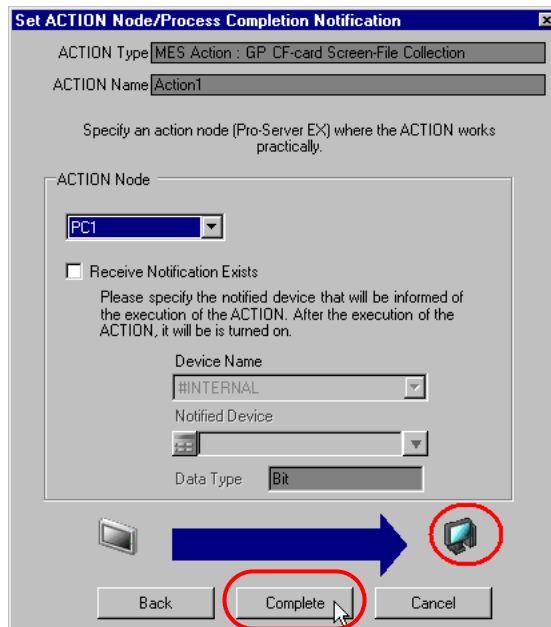 Set ACTION Node/Process Completion Notification
ACTION Type MES Action : GP CF-card Screen-File Collection
ACTION Name Action1
Specify an action node (Pro-Server EX) where the ACTION works
practically.
ACTION Node
PC1
Receive Notification Exists
Please specify the notified device that will be informed of
the execution of the ACTION. After the execution of the
ACTION, it will be is turned on.
Device Name
#INTERNAL
Notified Device
Data Type Bit
Back Complete Cancel